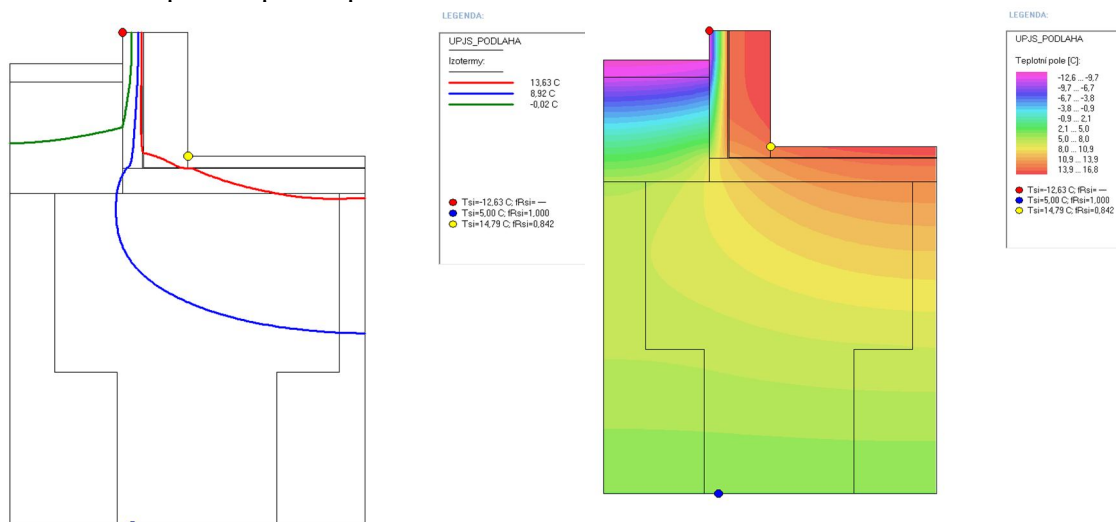 LEGENDA:
UPJS_PODLAHA
Izotermy:
13,63 C
8,92 C
-0,02 C
Tsi=-12,63 C; fRsi= —
Tsi=5,00 C; fRsi=1,000
Tsi=14,79 C; fRsi=0,842
LEGENDA:
UPJS_PODLAHA
Teplotní pole [C]:
-12,6 ... -9,7
-9,7 ... -6,7
-6,7 ... -3,8
-3,8 ... -0,9
-0,9 ... 2,1
2,1 ... 5,0
5,0 ... 8,0
8,0 ... 10,9
10,9 ... 13,9
13,9 ... 16,8
Tsi=-12,63 C; fRsi= —
Tsi=5,00 C; fRsi=1,000
Tsi=14,79 C; fRsi=0,842